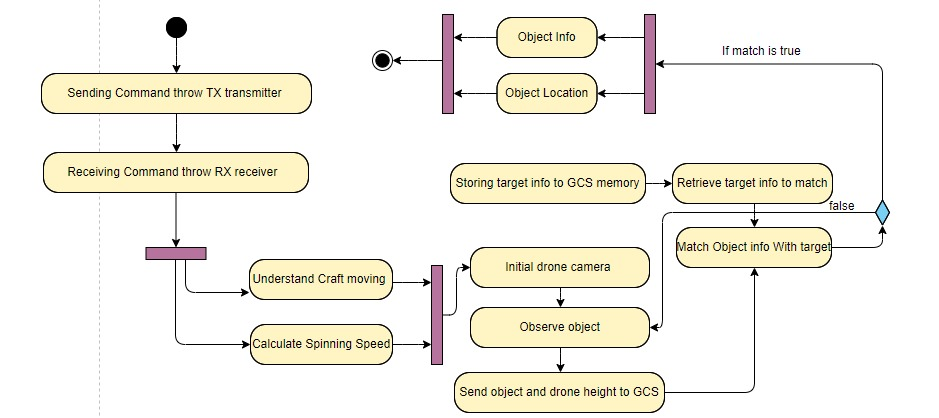 Object Info
If match is true
Sending Command throw TX transmitter
Object Location
Receiving Command throw RX receiver
Storing target info to GCS memory
Retrieve target info to match
false
Match Object info With target
Understand Craft moving
Initial drone camera
Observe object
Calculate Spinning Speed
Send object and drone height to GCS